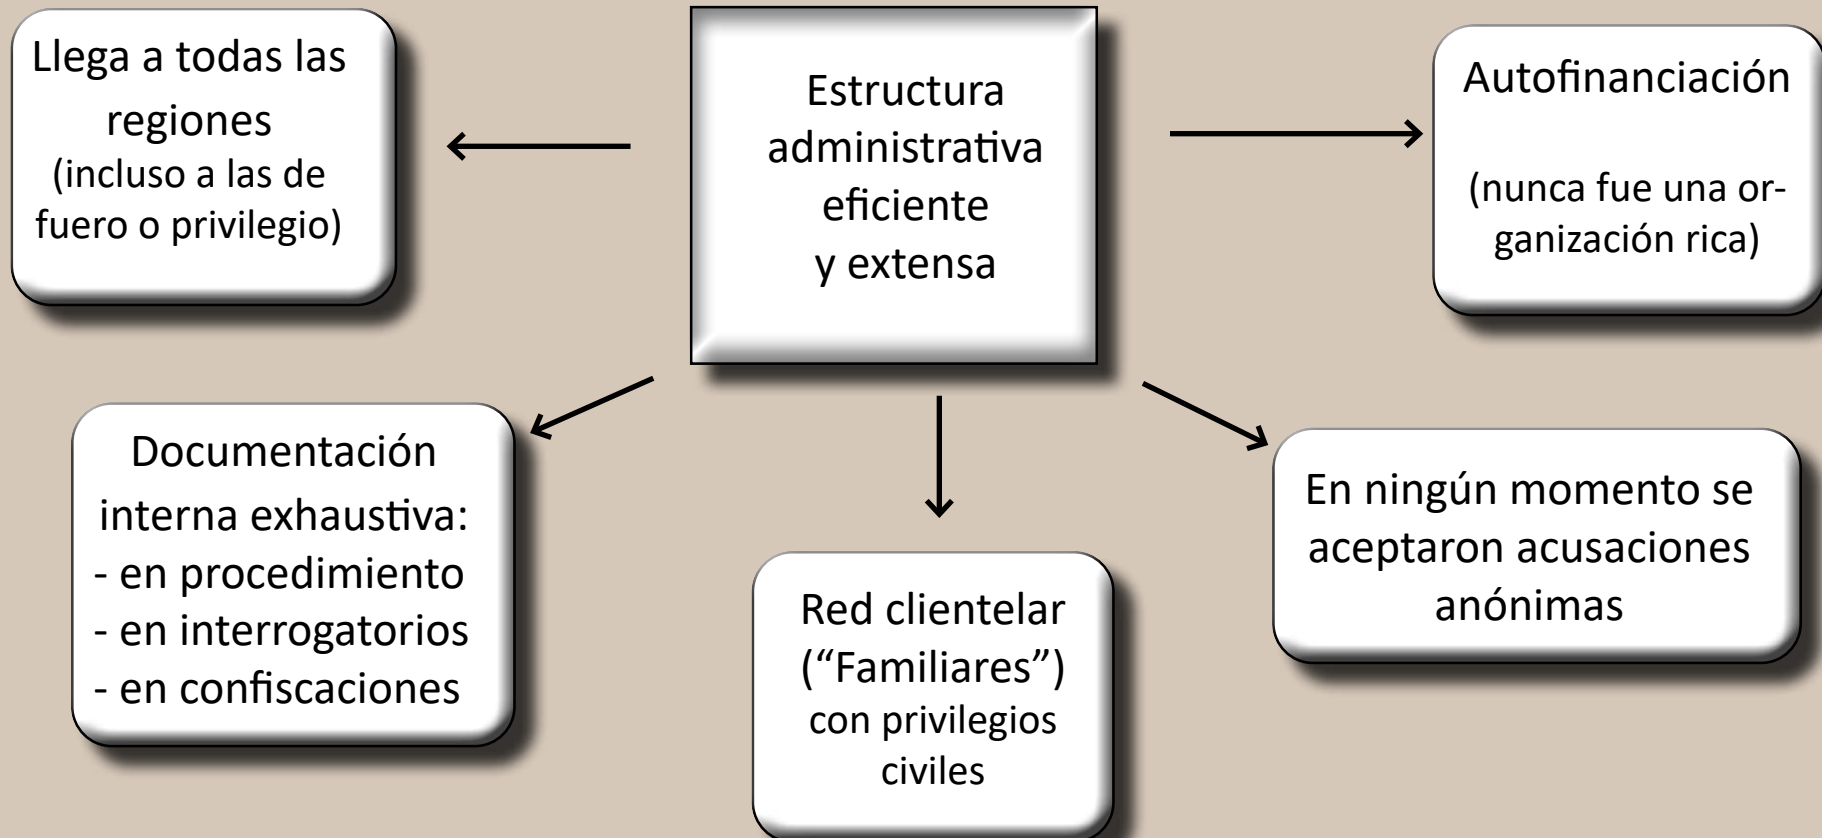 Llega a todas las
regiones
(incluso a las de
fuero o privilegio)
Estructura
administrativa
eficiente
y extensa
Autofinanciación
(nunca fue una or-
ganización rica)
Documentación
interna exhaustiva:
- en procedimiento
- en interrogatorios
- en confiscaciones
Red clientelar
(“Familiares”)
con privilegios
civiles
En ningún momento se
aceptaron acusaciones
anónimas